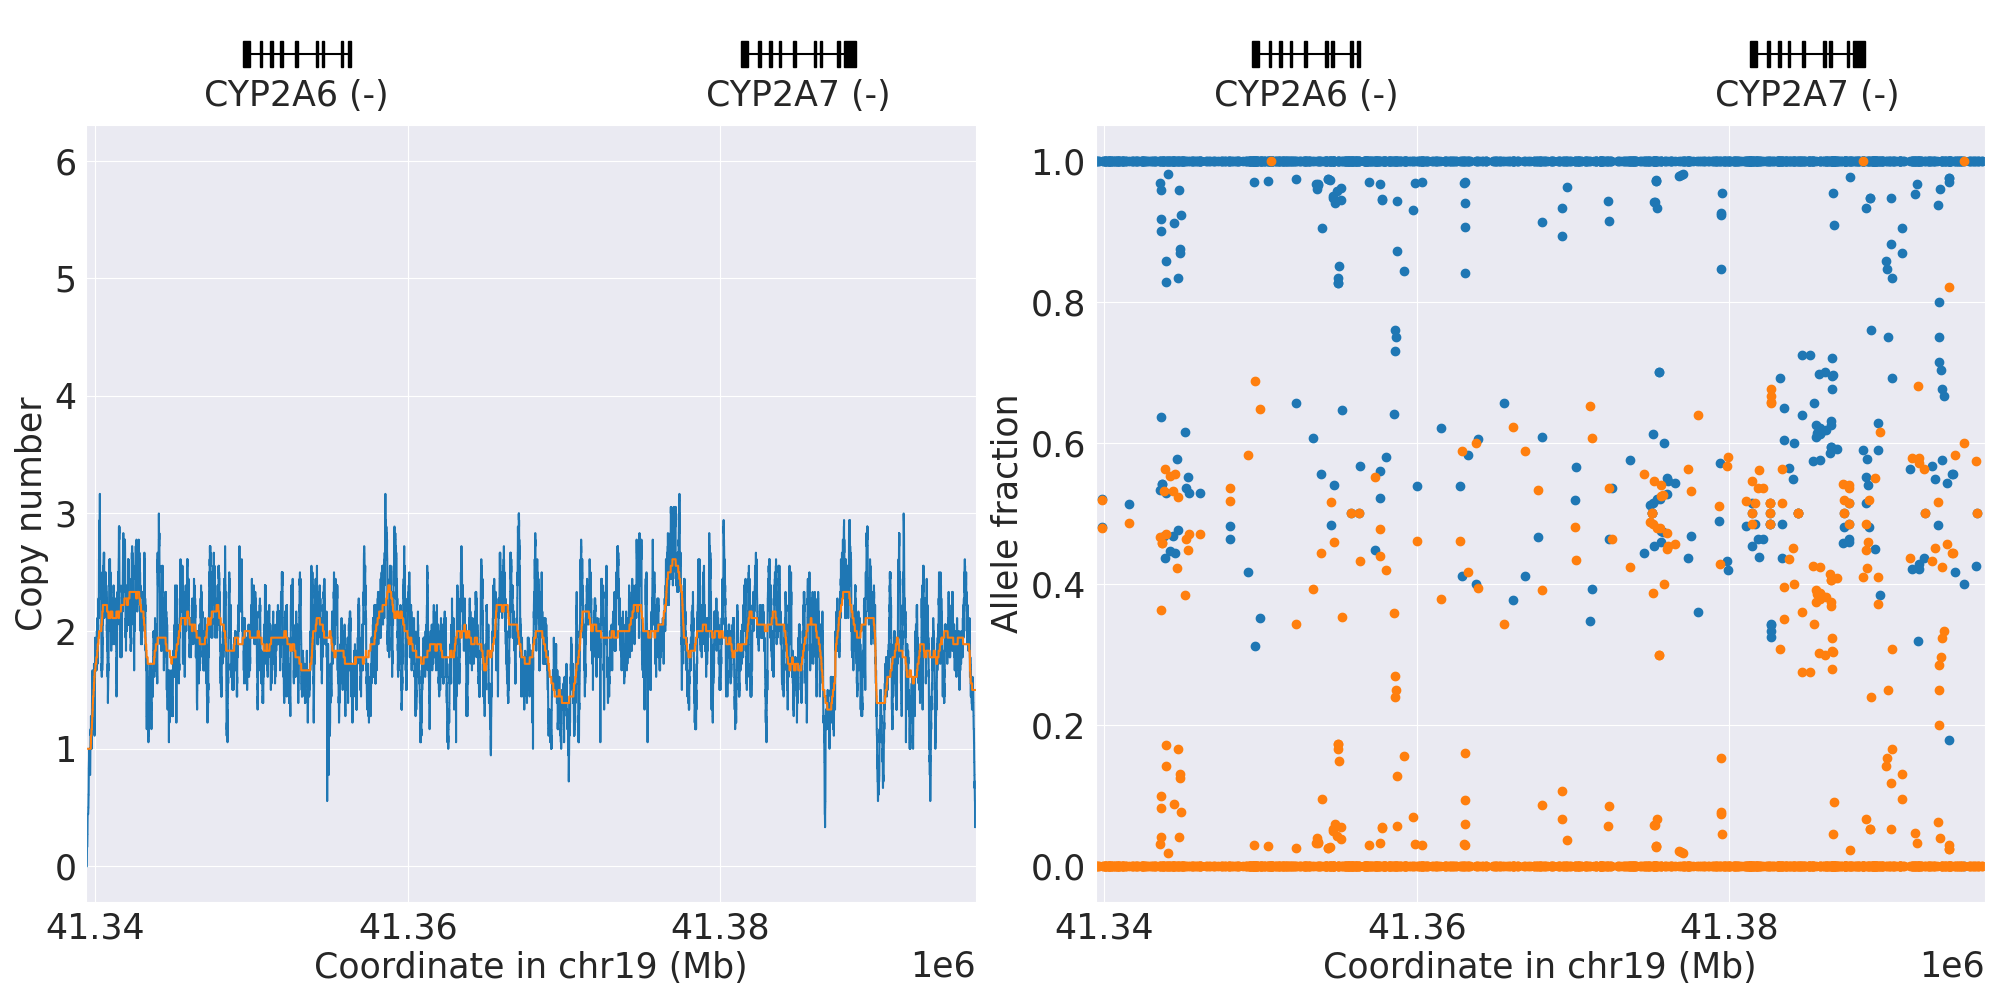 CYP2A6 (-)
CYP2A7 (-)
6
5
4
3
2
1
0
Copy number
41.34
41.36
41.38
Coordinate in chr19 (Mb)
1e6
CYP2A6 (-)
CYP2A7 (-)
1.0
0.8
0.6
0.4
0.2
0.0
Allele fraction
41.34
41.36
41.38
Coordinate in chr19 (Mb)
1e6